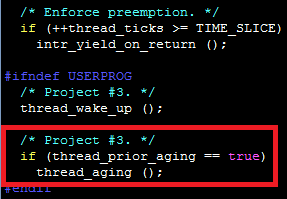 /* Enforce preemption. */
if (++thread_ticks >= TIME_SLICE)
intr_yield_on_return ();
#ifndef USERPROG
/* Project #3. */
thread_wake_up ();
/* Project #3. */
if (thread_prior_aging == true)
thread_aging ();
#endif